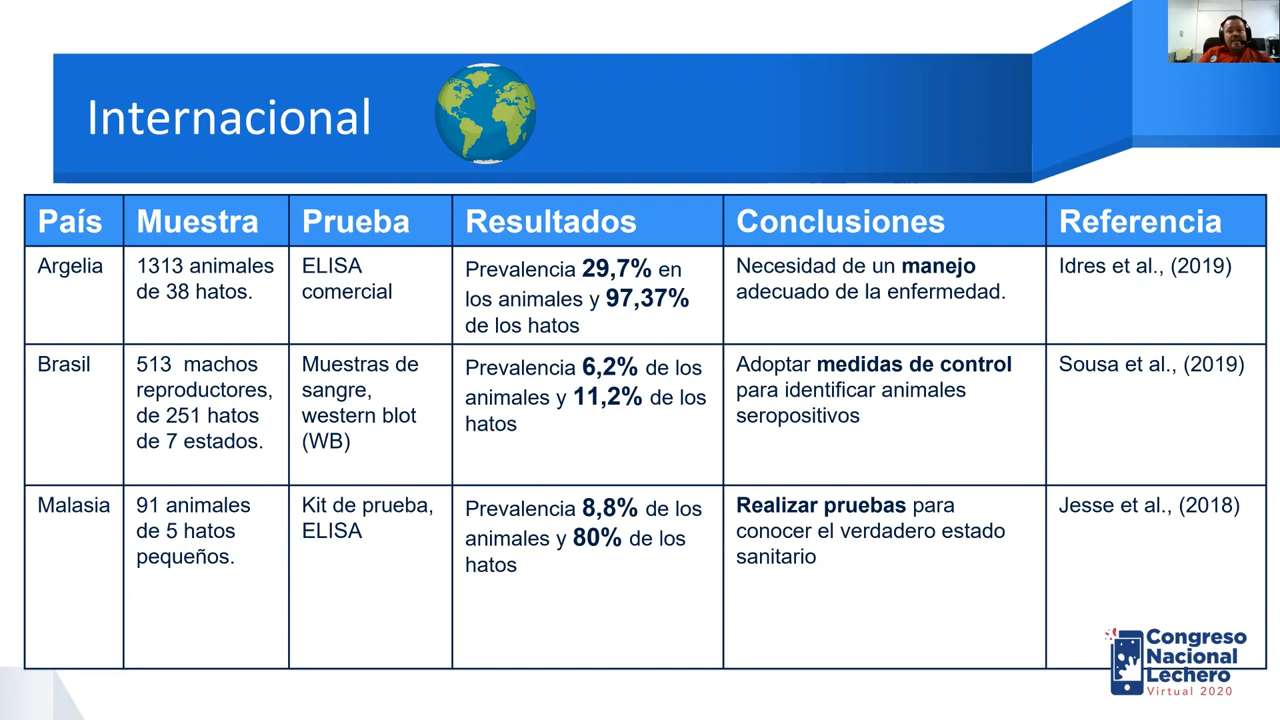 Internacional
País
Muestra
Prueba
Resultados
Conclusiones
Referencia
Argelia
1313 animales
de 38 hatos.
ELISA
comercial
Prevalencia 29,7% en
los animales y 97,37%
de los hatos
Necesidad de un manejo
adecuado de la enfermedad.
Idres et al., (2019)
Brasil
513 machos
reproductores,
de 251 hatos
de 7 estados.
Muestras de
sangre,
western blot
(WB)
Prevalencia 6,2% de los
animales y 11,2% de los
hatos
Adoptar medidas de control
para identificar animales
seropositivos
Sousa et al., (2019)
Malasia
91 animales
de 5 hatos
pequeños.
Kit de prueba,
ELISA
Prevalencia 8,8% de los
animales y 80% de los
hatos
Realizar pruebas para
conocer el verdadero estado
sanitario
Jesse et al., (2018)
Congreso
Nacional
Lechero
Virtual 2020